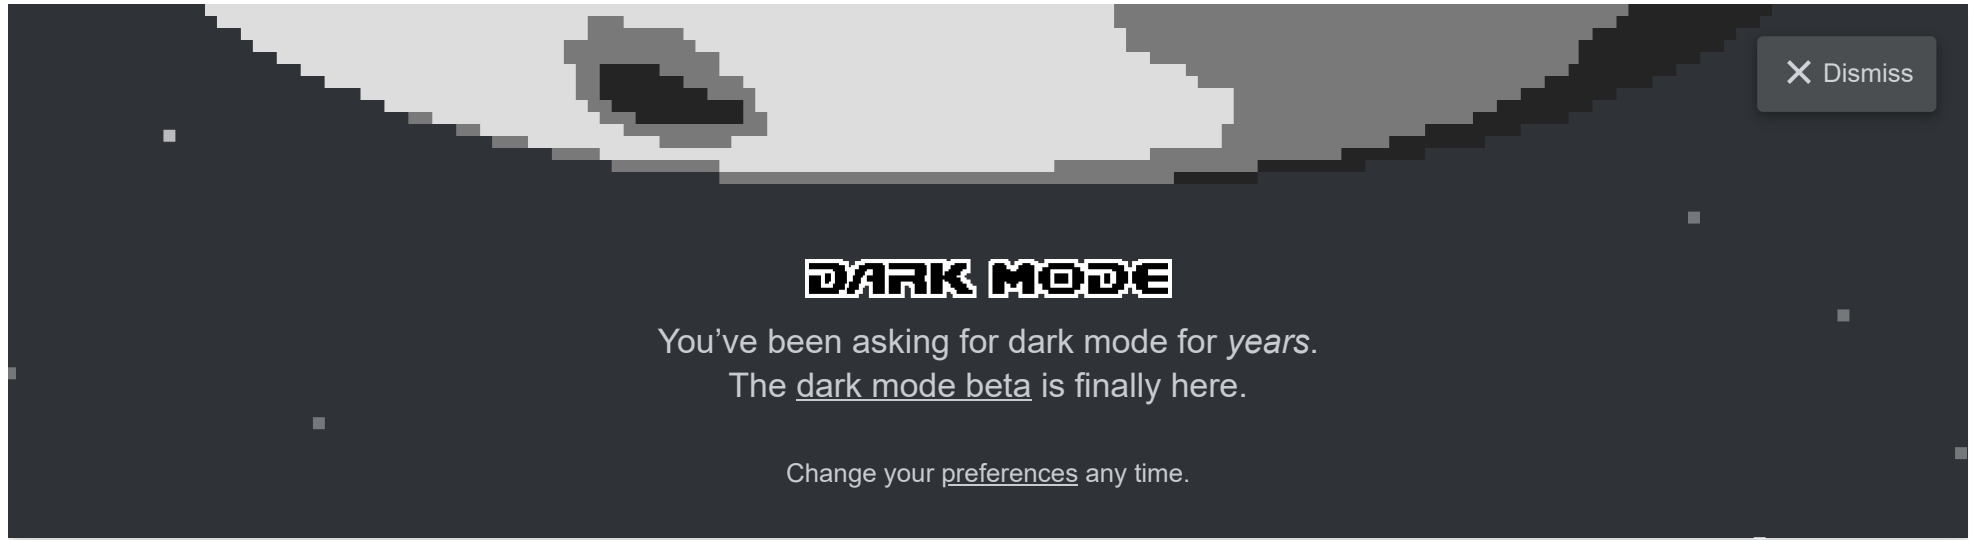 Dismiss
DARK MODE
You’ve been asking for dark mode for years.
The dark mode beta is finally here.
Change your preferences any time.